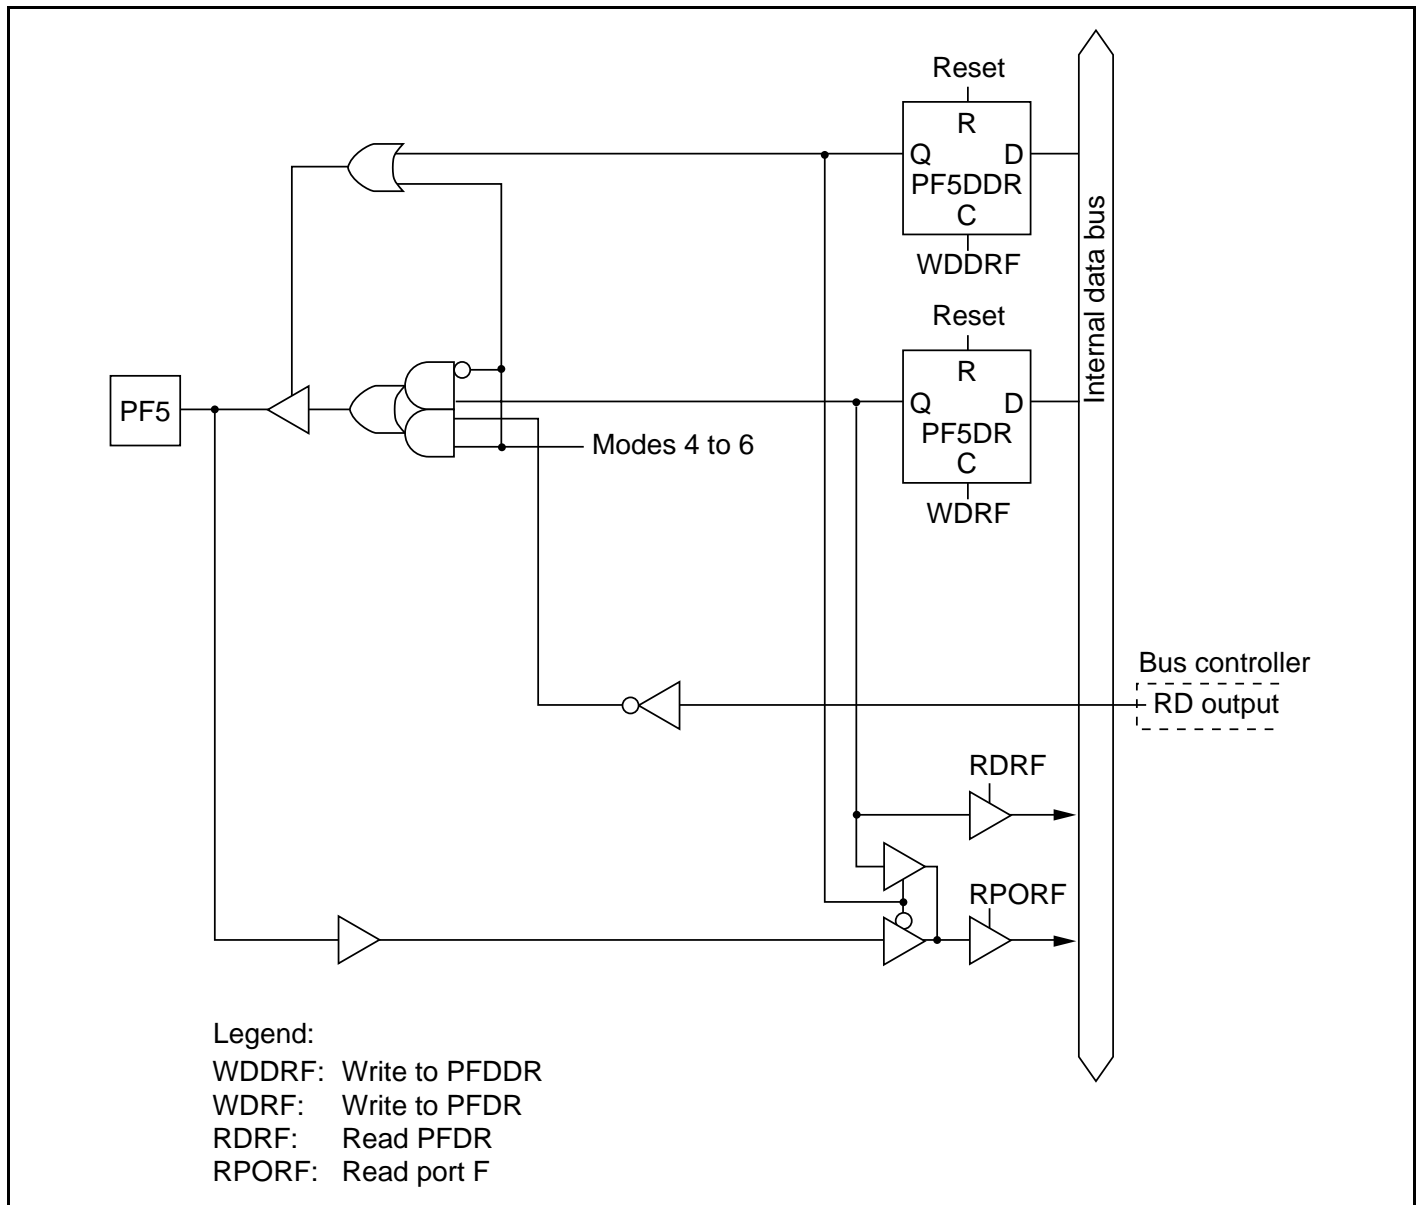 Reset
R
Q D
PF5DDR
C
WDDRF
Internal data bus
Reset
R
Q D
PF5DR
C
WDRF
PF5
Modes 4 to 6
Bus controller
RD output
RDRF
RPORF
Legend:
WDDRF: Write to PFDDR
WDRF: Write to PFDR
RDRF: Read PFDR
RPORF: Read port F